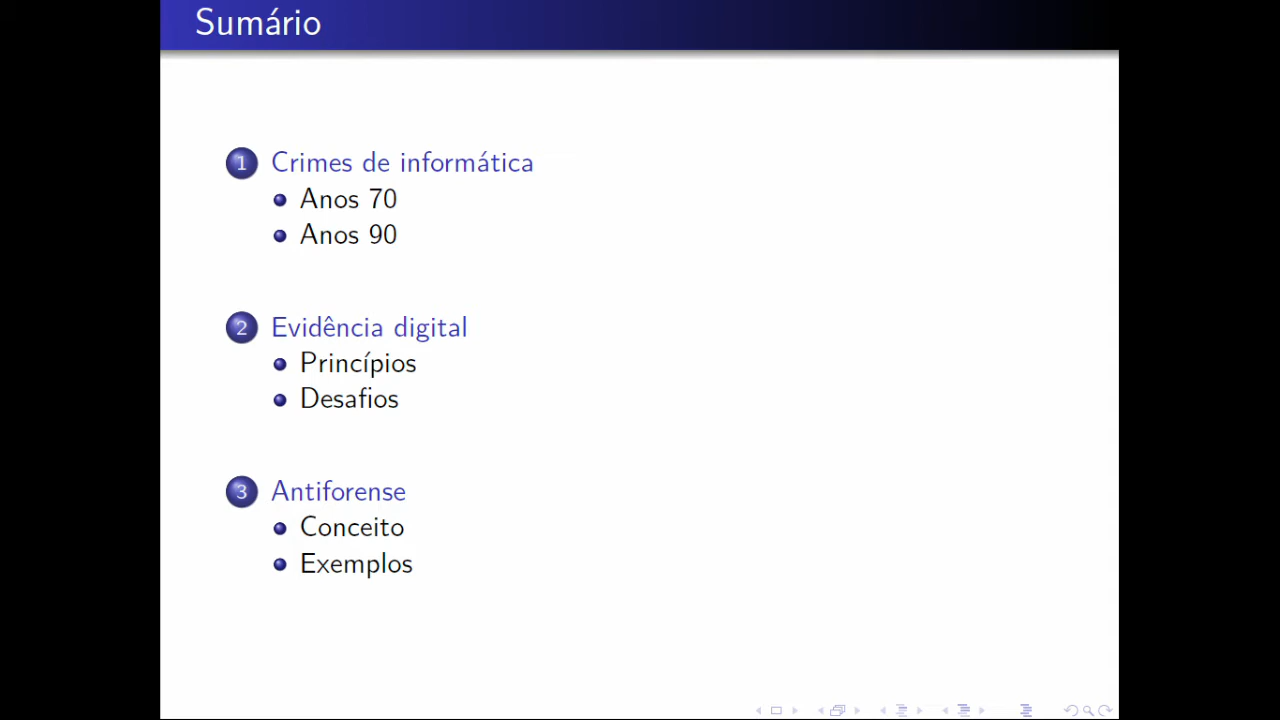 Sumário
1 Crimes de informática
Anos 70
Anos 90
2 Evidência digital
Princípios
Desafios
3 Antiforense
Conceito
Exemplos